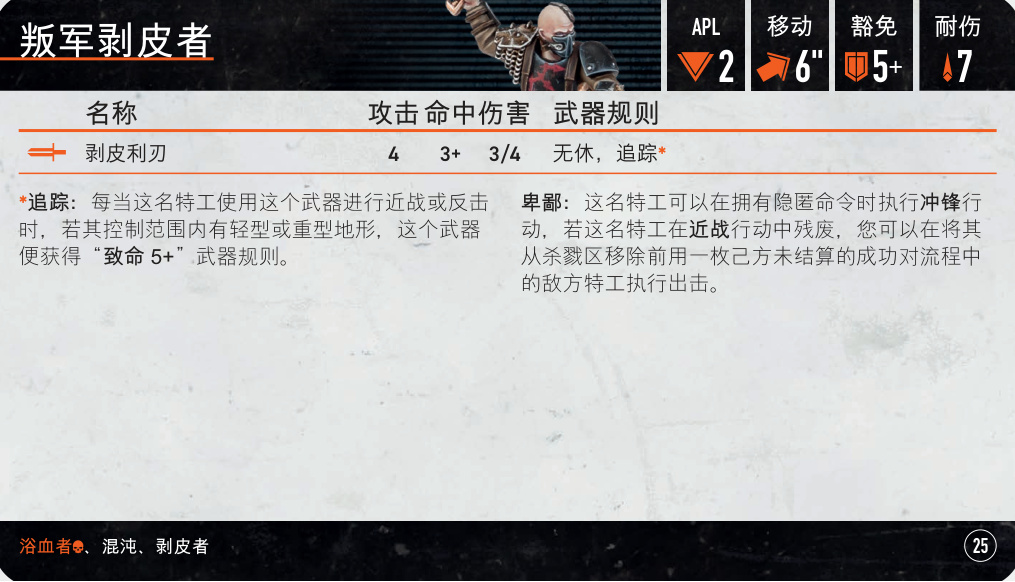 叛军剥皮者
APL 移动 豁免 耐伤
2 6" 5+ 7
名称 攻击 命中 伤害 武器规则
剥皮利刃 4 3+ 3/4 无休，追踪*
*追踪：每当这名特工使用这个武器进行近战或反击
时，若其控制范围内有轻型或重型地形，这个武器
便获得“致命 5+”武器规则。
卑鄙：这名特工可以在拥有隐匿命令时执行冲锋行
动，若这名特工在近战行动中残废，您可以在将其
从杀戮区移除前用一枚己方未结算的成功对流程中
的敌方特工执行出击。
浴血者、混沌、剥皮者
25